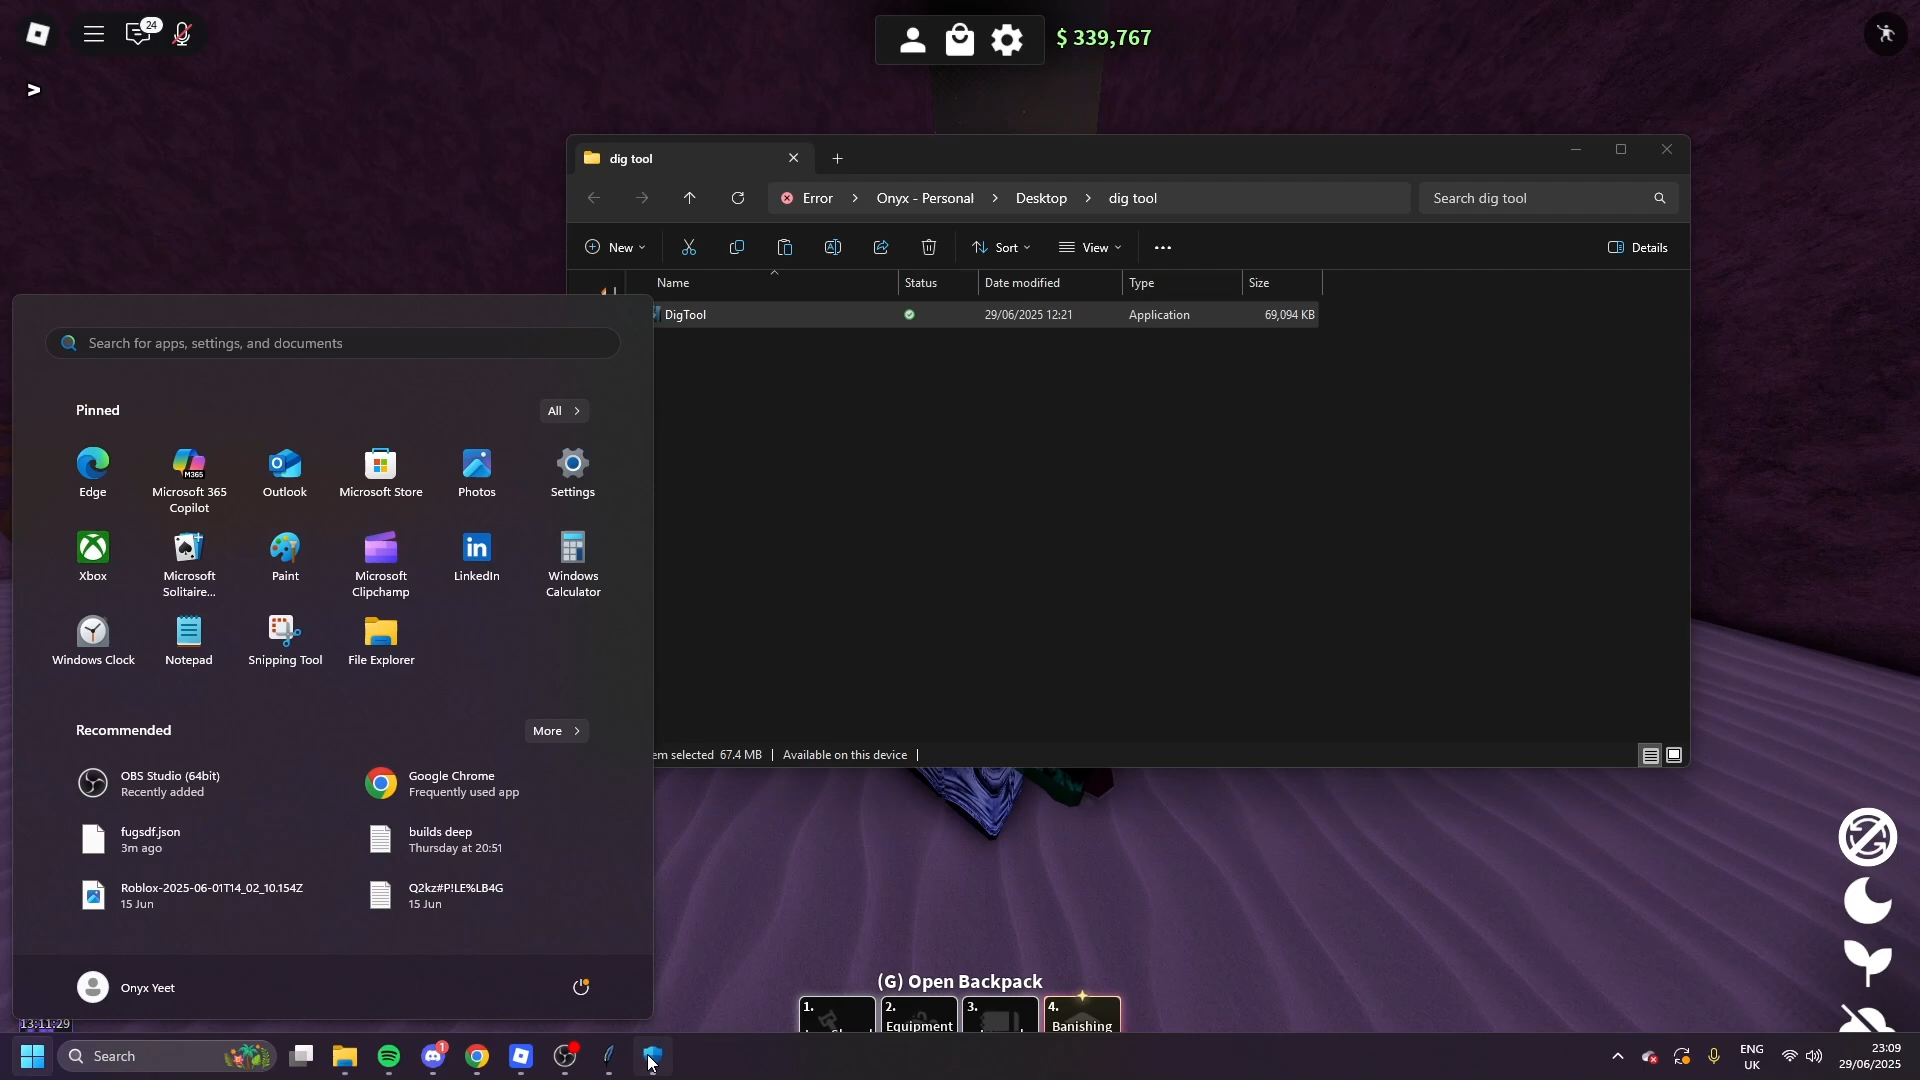 24
$ 339,767
>
dig tool
Error
Onyx - Personal
Desktop
dig tool
Search dig tool
New
Sort
View
Details
Name
Status
Date modified
Type
Size
DigTool
29/06/2025 12:21
Application
69,094 KB
em selected 67.4 MB
Available on this device
Search for apps, settings, and documents
Pinned
All
Edge
M365
Microsoft 365
Copilot
Outlook
Microsoft Store
Photos
Settings
Xbox
Microsoft
Solitaire...
Paint
Microsoft
Clipchamp
LinkedIn
Windows
Calculator
Windows Clock
Notepad
Snipping Tool
File Explorer
Recommended
More
OBS Studio (64bit)
Recently added
Google Chrome
Frequently used app
fugsdf.json
3m ago
builds deep
Thursday at 20:51
Roblox-2025-06-01T14_02_10.154Z
15 Jun
Q2kz#P!LE%LB4G
15 Jun
Onyx Yeet
13:11:29
(G) Open Backpack
1.
2.
Equipment
3.
4.
Banishing
Search
1
ENG
UK
23:09
29/06/2025